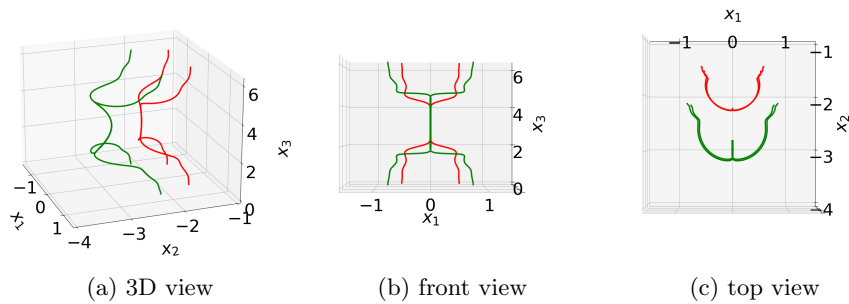 x₁
−1 0 1
−1
−2
x₂
−3
−4
6
4
x₃
2
0
−1
0
1
x₁
−4 −3 −2 −1
x₂
6
4
x₃
2
0
−1 0 1
x₁
(a) 3D view (b) front view (c) top view